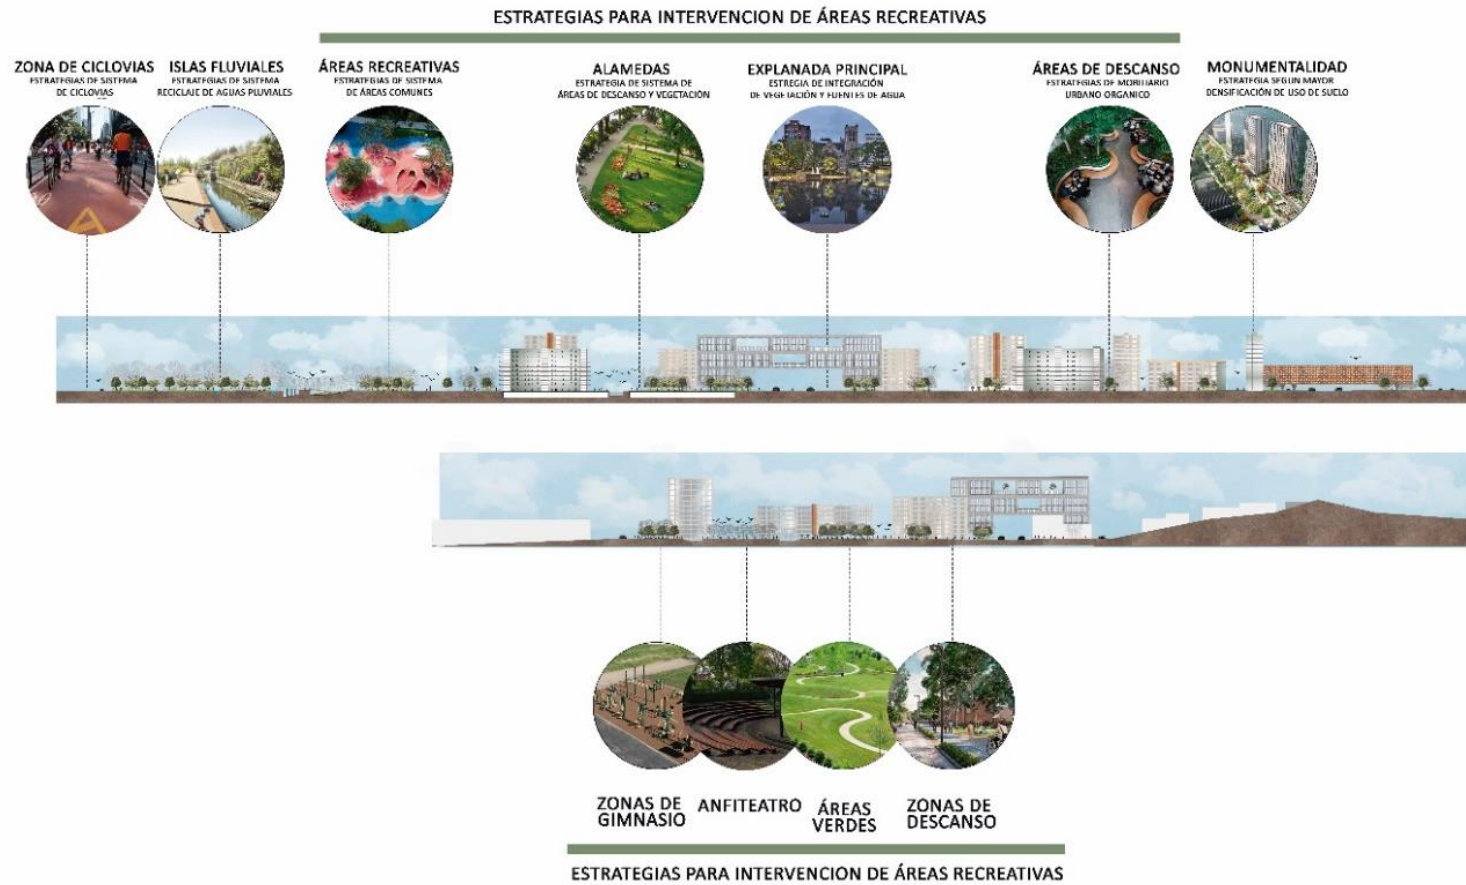 ESTRATEGIAS PARA INTERVENCION DE ÁREAS RECREATIVAS
ZONA DE CICLOVIAS
ESTRATEGIAS DE SISTEMA
DE CICLOVIAS
ISLAS FLUVIALES
ESTRATEGIAS DE SISTEMA
RECICLAJE DE AGUAS PLUVIALES
ÁREAS RECREATIVAS
ESTRATEGIAS DE SISTEMA
DE ÁREAS COMUNES
ALAMEDAS
ESTRATEGIA DE SISTEMA DE
ÁREAS DE DESCANSO Y VEGETACIÓN
EXPLANADA PRINCIPAL
ESTREGIA DE INTEGRACIÓN
DE VEGETACIÓN Y FUENTES DE AGUA
ÁREAS DE DESCANSO
ESTRATEGIAS DE MOBILIARIO
URBANO ORGANICO
MONUMENTALIDAD
ESTRATEGIA SEGUN MAYOR
DENSIFICACIÓN DE USO DE SUELO
ZONAS DE
GIMNASIO
ANFITEATRO
ÁREAS
VERDES
ZONAS DE
DESCANSO
ESTRATEGIAS PARA INTERVENCION DE ÁREAS RECREATIVAS